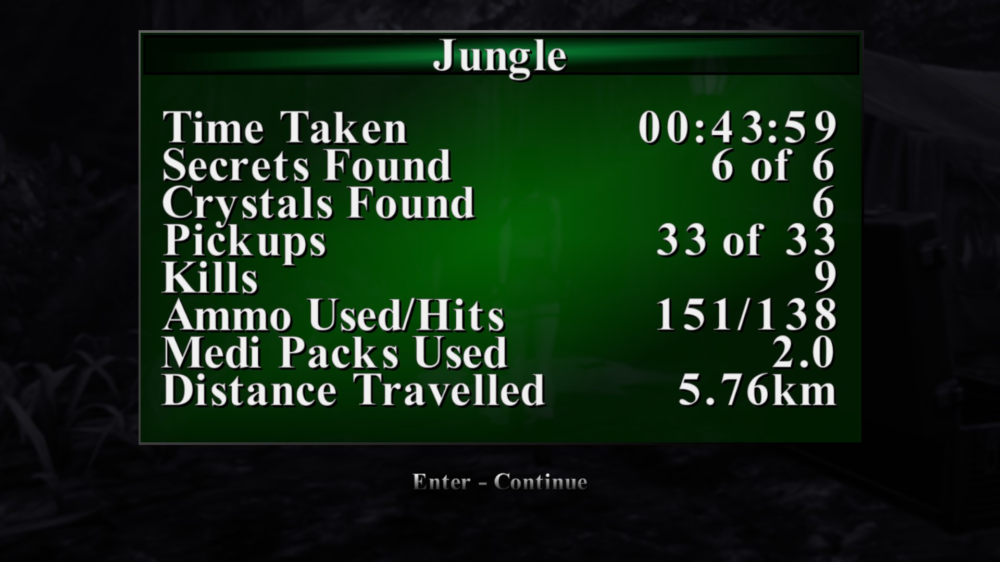 Jungle
Time Taken 00:43:59
Secrets Found 6 of 6
Crystals Found 6
Pickups 33 of 33
Kills 9
Ammo Used/Hits 151/138
Medi Packs Used 2.0
Distance Travelled 5.76km
Enter - Continue